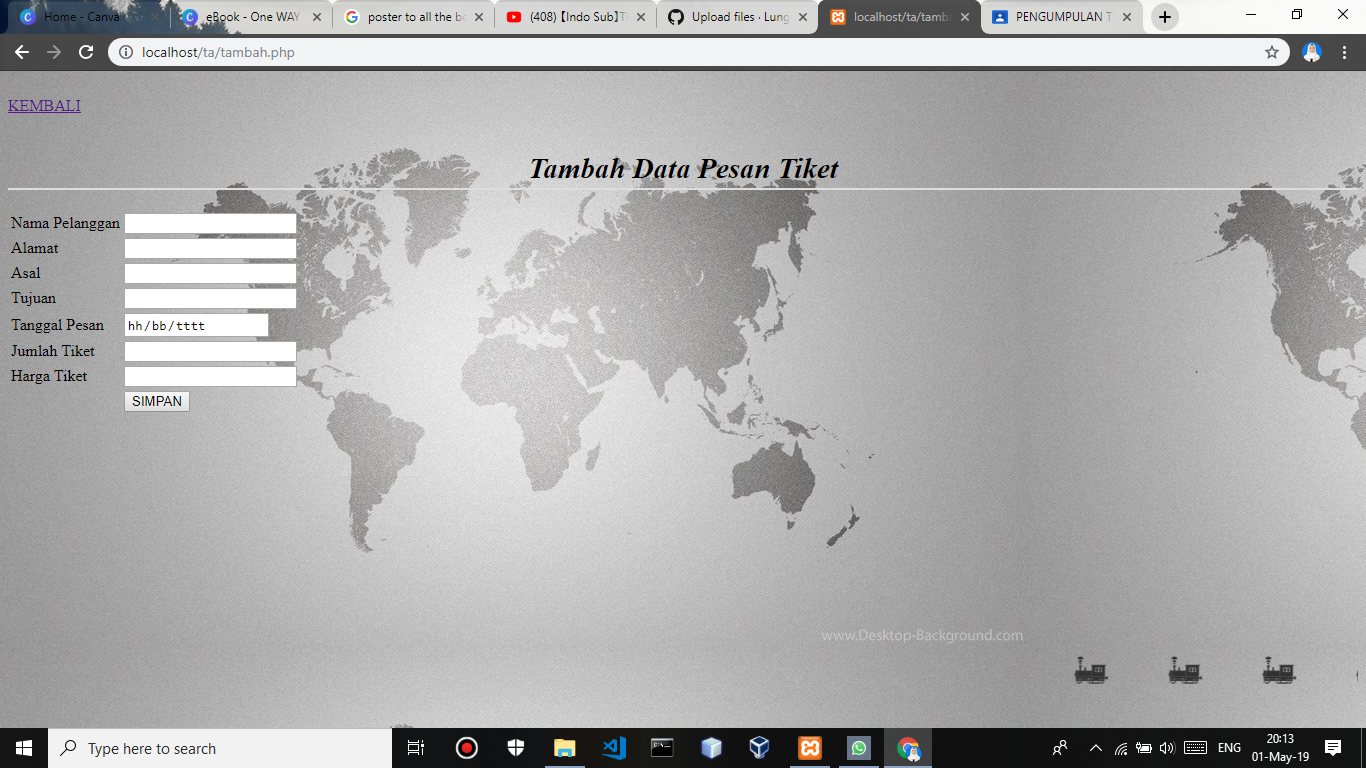 Home - Canva
eBook - One WAY
poster to all the bo
(408) 【Indo Sub】T
Upload files · Lung
localhost/ta/tamba
PENGUMPULAN T
localhost/ta/tambah.php
KEMBALI
Tambah Data Pesan Tiket
Nama Pelanggan
Alamat
Asal
Tujuan
Tanggal Pesan hh/bb/tttt
Jumlah Tiket
Harga Tiket
SIMPAN
www.Desktop-Background.com
Type here to search
ENG
20:13
01-May-19